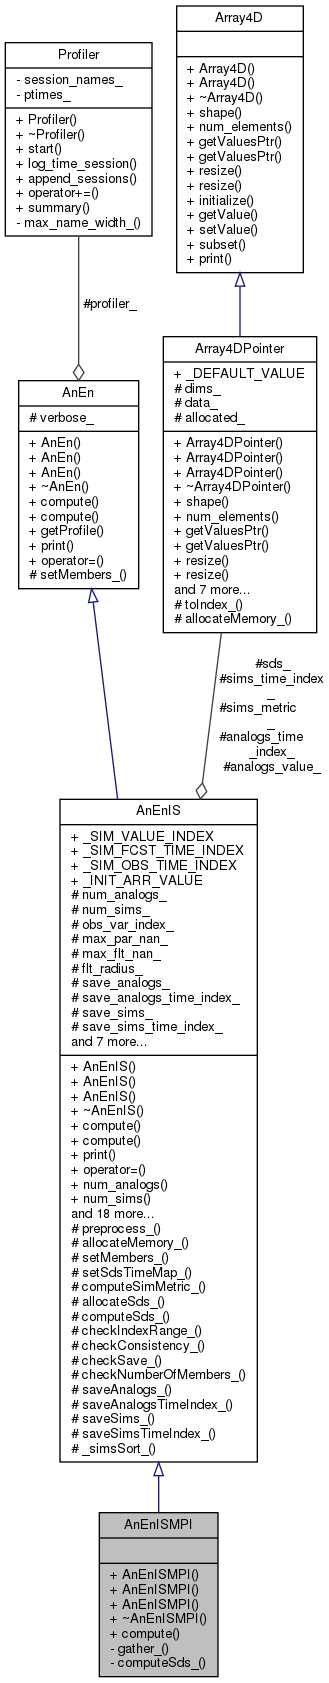 Array4D
+ Array4D()
+ Array4D()
+ ~Array4D()
+ shape()
+ num_elements()
+ getValuesPtr()
+ getValuesPtr()
+ resize()
+ resize()
+ initialize()
+ getValue()
+ setValue()
+ subset()
+ print()
Profiler
- session_names_
- ptimes_
+ Profiler()
+ ~Profiler()
+ start()
+ log_time_session()
+ append_sessions()
+ operator+=()
+ summary()
- max_name_width_()
#profiler_
Array4DPointer
+ _DEFAULT_VALUE
# dims_
# data_
# allocated_
+ Array4DPointer()
+ Array4DPointer()
+ Array4DPointer()
+ ~Array4DPointer()
+ shape()
+ num_elements()
+ getValuesPtr()
+ getValuesPtr()
+ resize()
+ resize()
and 7 more...
# toIndex_()
# allocateMemory_()
AnEn
# verbose_
+ AnEn()
+ AnEn()
+ AnEn()
+ ~AnEn()
+ compute()
+ compute()
+ getProfile()
+ print()
+ operator=()
# setMembers_()
#sds_
#sims_time_index
_
#sims_metric
_
#analogs_time
_index_
#analogs_value_
AnEnIS
+ _SIM_VALUE_INDEX
+ _SIM_FCST_TIME_INDEX
+ _SIM_OBS_TIME_INDEX
+ _INIT_ARR_VALUE
# num_analogs_
# num_sims_
# obs_var_index_
# max_par_nan_
# max_flt_nan_
# flt_radius_
# save_analogs_
# save_analogs_time_index_
# save_sims_
# save_sims_time_index_
and 7 more...
+ AnEnIS()
+ AnEnIS()
+ AnEnIS()
+ ~AnEnIS()
+ compute()
+ compute()
+ print()
+ operator=()
+ num_analogs()
+ num_sims()
and 18 more...
# preprocess_()
# allocateMemory_()
# setMembers_()
# setSdsTimeMap_()
# computeSimMetric_()
# allocateSds_()
# computeSds_()
# checkIndexRange_()
# checkConsistency_()
# checkSave_()
# checkNumberOfMembers_()
# saveAnalogs_()
# saveAnalogsTimeIndex_()
# saveSims_()
# saveSimsTimeIndex_()
# _simsSort_()
AnEnISMPI
+ AnEnISMPI()
+ AnEnISMPI()
+ AnEnISMPI()
+ ~AnEnISMPI()
+ compute()
- gather_()
- computeSds_()